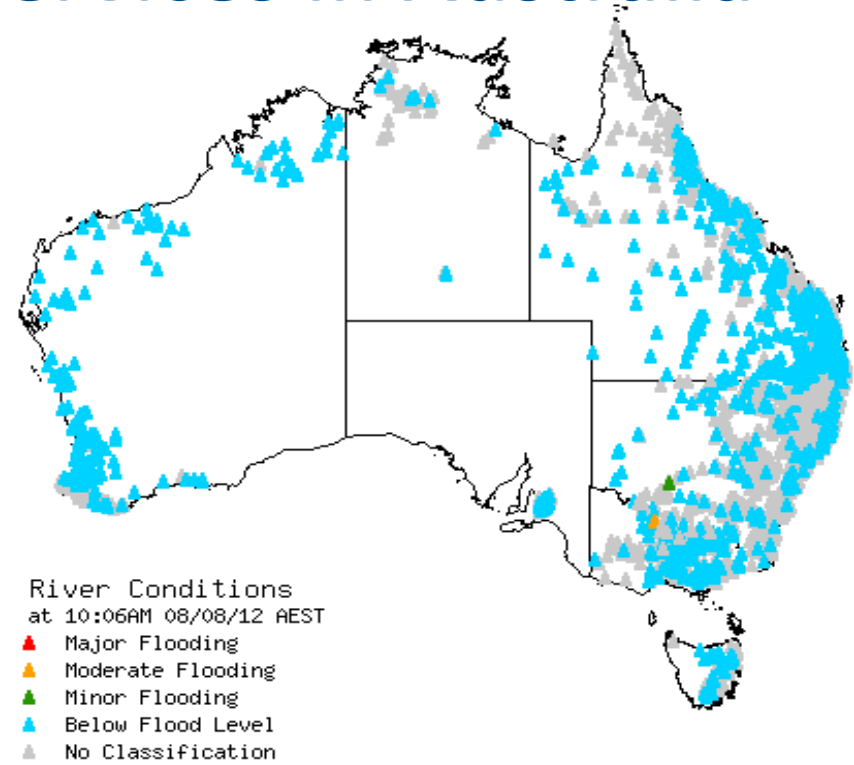 River Conditions
at 10:06AM 08/08/12 AEST
Major Flooding
Moderate Flooding
Minor Flooding
Below Flood Level
No Classification